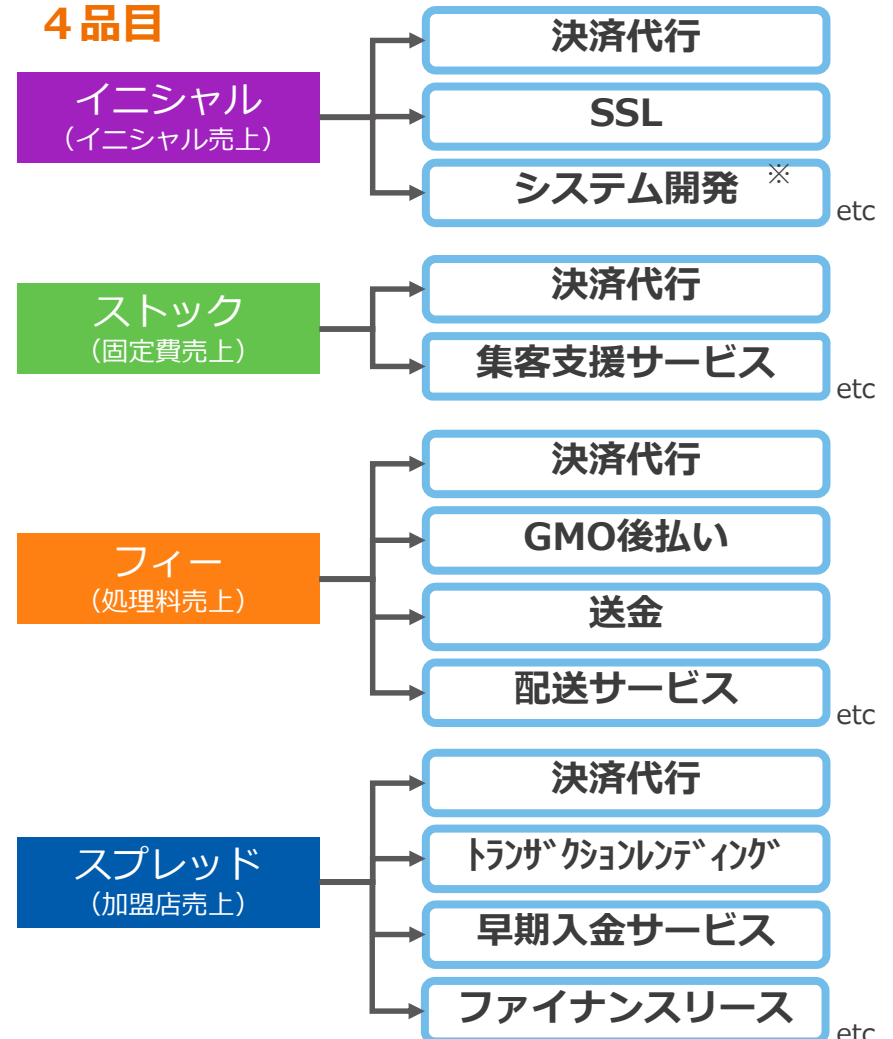 ４品目
イニシャル
（イニシャル売上）
決済代行
SSL
システム開発 ※
etc
ストック
（固定費売上）
決済代行
集客支援サービス
etc
フィー
（処理料売上）
決済代行
GMO後払い
送金
配送サービス
etc
スプレッド
（加盟店売上）
決済代行
ﾄﾗﾝｻﾞｸｼｮﾝﾚﾝﾃﾞｨﾝｸﾞ
早期入金サービス
ファイナンスリース
etc